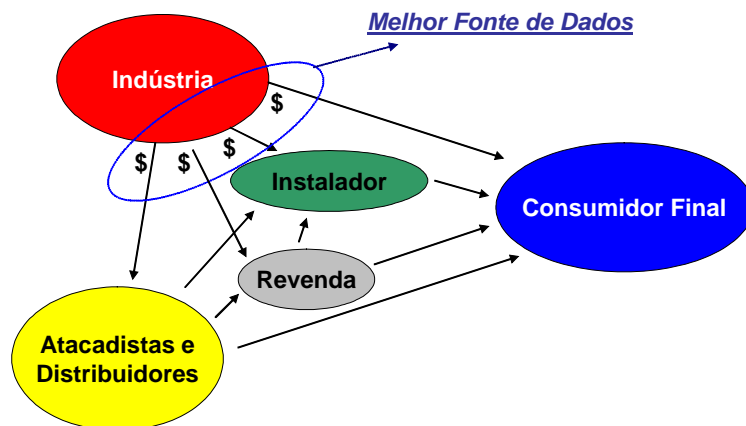 Melhor Fonte de Dados
Indústria
$
$
$
$
Instalador
Consumidor Final
Revenda
Atacadistas e
Distribuidores